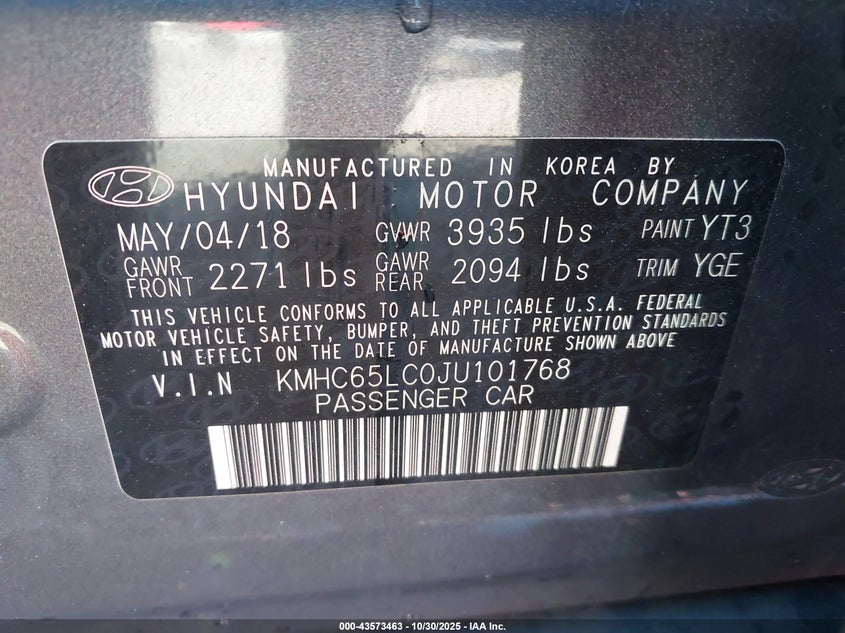 MANUFACTURED IN KOREA BY
HYUNDAI MOTOR COMPANY
MAY/04/18 GVWR 3935 lbs PAINT YT3
GAWR FRONT 2271 lbs GAWR REAR 2094 lbs TRIM YGE
THIS VEHICLE CONFORMS TO ALL APPLICABLE U.S.A. FEDERAL
MOTOR VEHICLE SAFETY, BUMPER, AND THEFT PREVENTION STANDARDS
IN EFFECT ON THE DATE OF MANUFACTURE SHOWN ABOVE
V.I.N KMHC65LC0JU101768
PASSENGER CAR
000-43573463 - 10/30/2025 - IAA Inc.